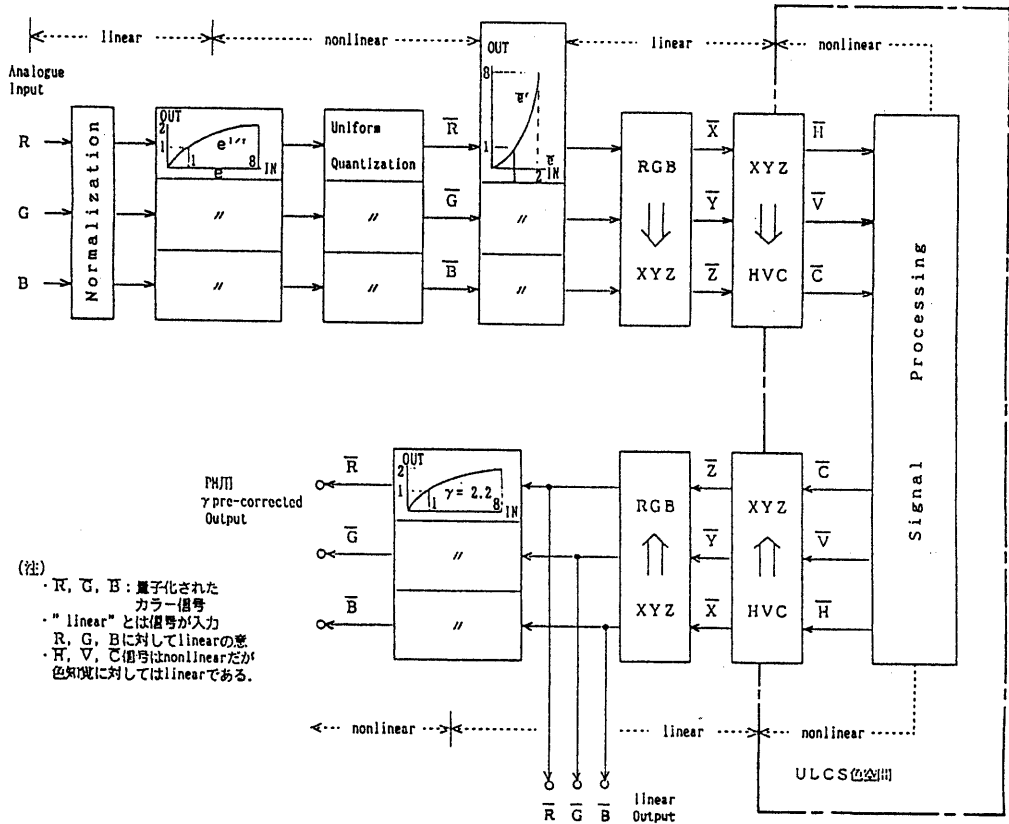 linear
nonlinear
linear
nonlinear
Analogue
Input
R
G
B
Normalization
OUT
2
1
e^1/γ
1
8
IN
e
〃
〃
Uniform
Quantization
〃
〃
R̅
G̅
B̅
OUT
8
1
e̅^γ
e̅
2
IN
〃
〃
RGB
XYZ
X̅
Y̅
Z̅
XYZ
HVC
H̅
V̅
C̅
Signal Processing
γ pre-corrected
Output
R̅
G̅
B̅
OUT
2
1
γ = 2.2
1
8
IN
〃
〃
RGB
XYZ
Z̅
Y̅
X̅
XYZ
HVC
C̅
V̅
H̅
(注)
・R̅, G̅, B̅ : 量子化された
カラー信号
・" linear" とは信号が入力
R, G, Bに対してlinearの意
・H̅, V̅, C̅信号はnonlinearだが
色知覚に対してはlinearである.
nonlinear
linear
nonlinear
ULCS色空間
R̅ G̅ B̅
linear
Output